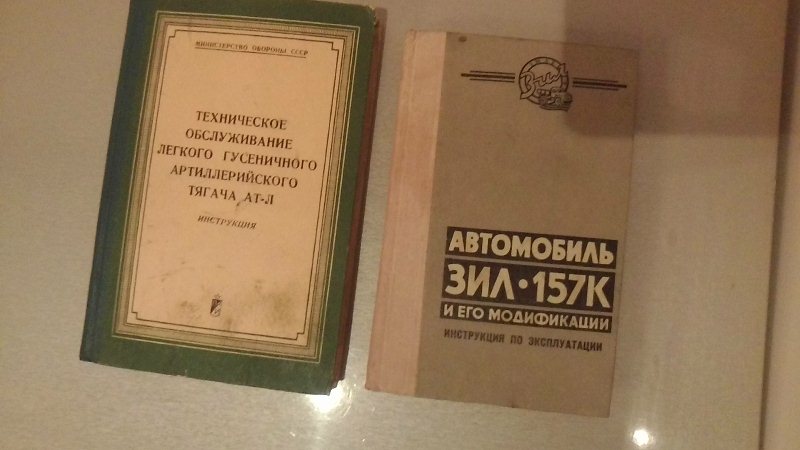 МИНИСТЕРСТВО ОБОРОНЫ СССР
ТЕХНИЧЕСКОЕ
ОБСЛУЖИВАНИЕ
ЛЕГКОГО ГУСЕНИЧНОГО
АРТИЛЛЕРИЙСКОГО
ТЯГАЧА АТ-Л
ИНСТРУКЦИЯ
АВТОМОБИЛЬ
ЗИЛ·157К
И ЕГО МОДИФИКАЦИИ
ИНСТРУКЦИЯ ПО ЭКСПЛУАТАЦИИ